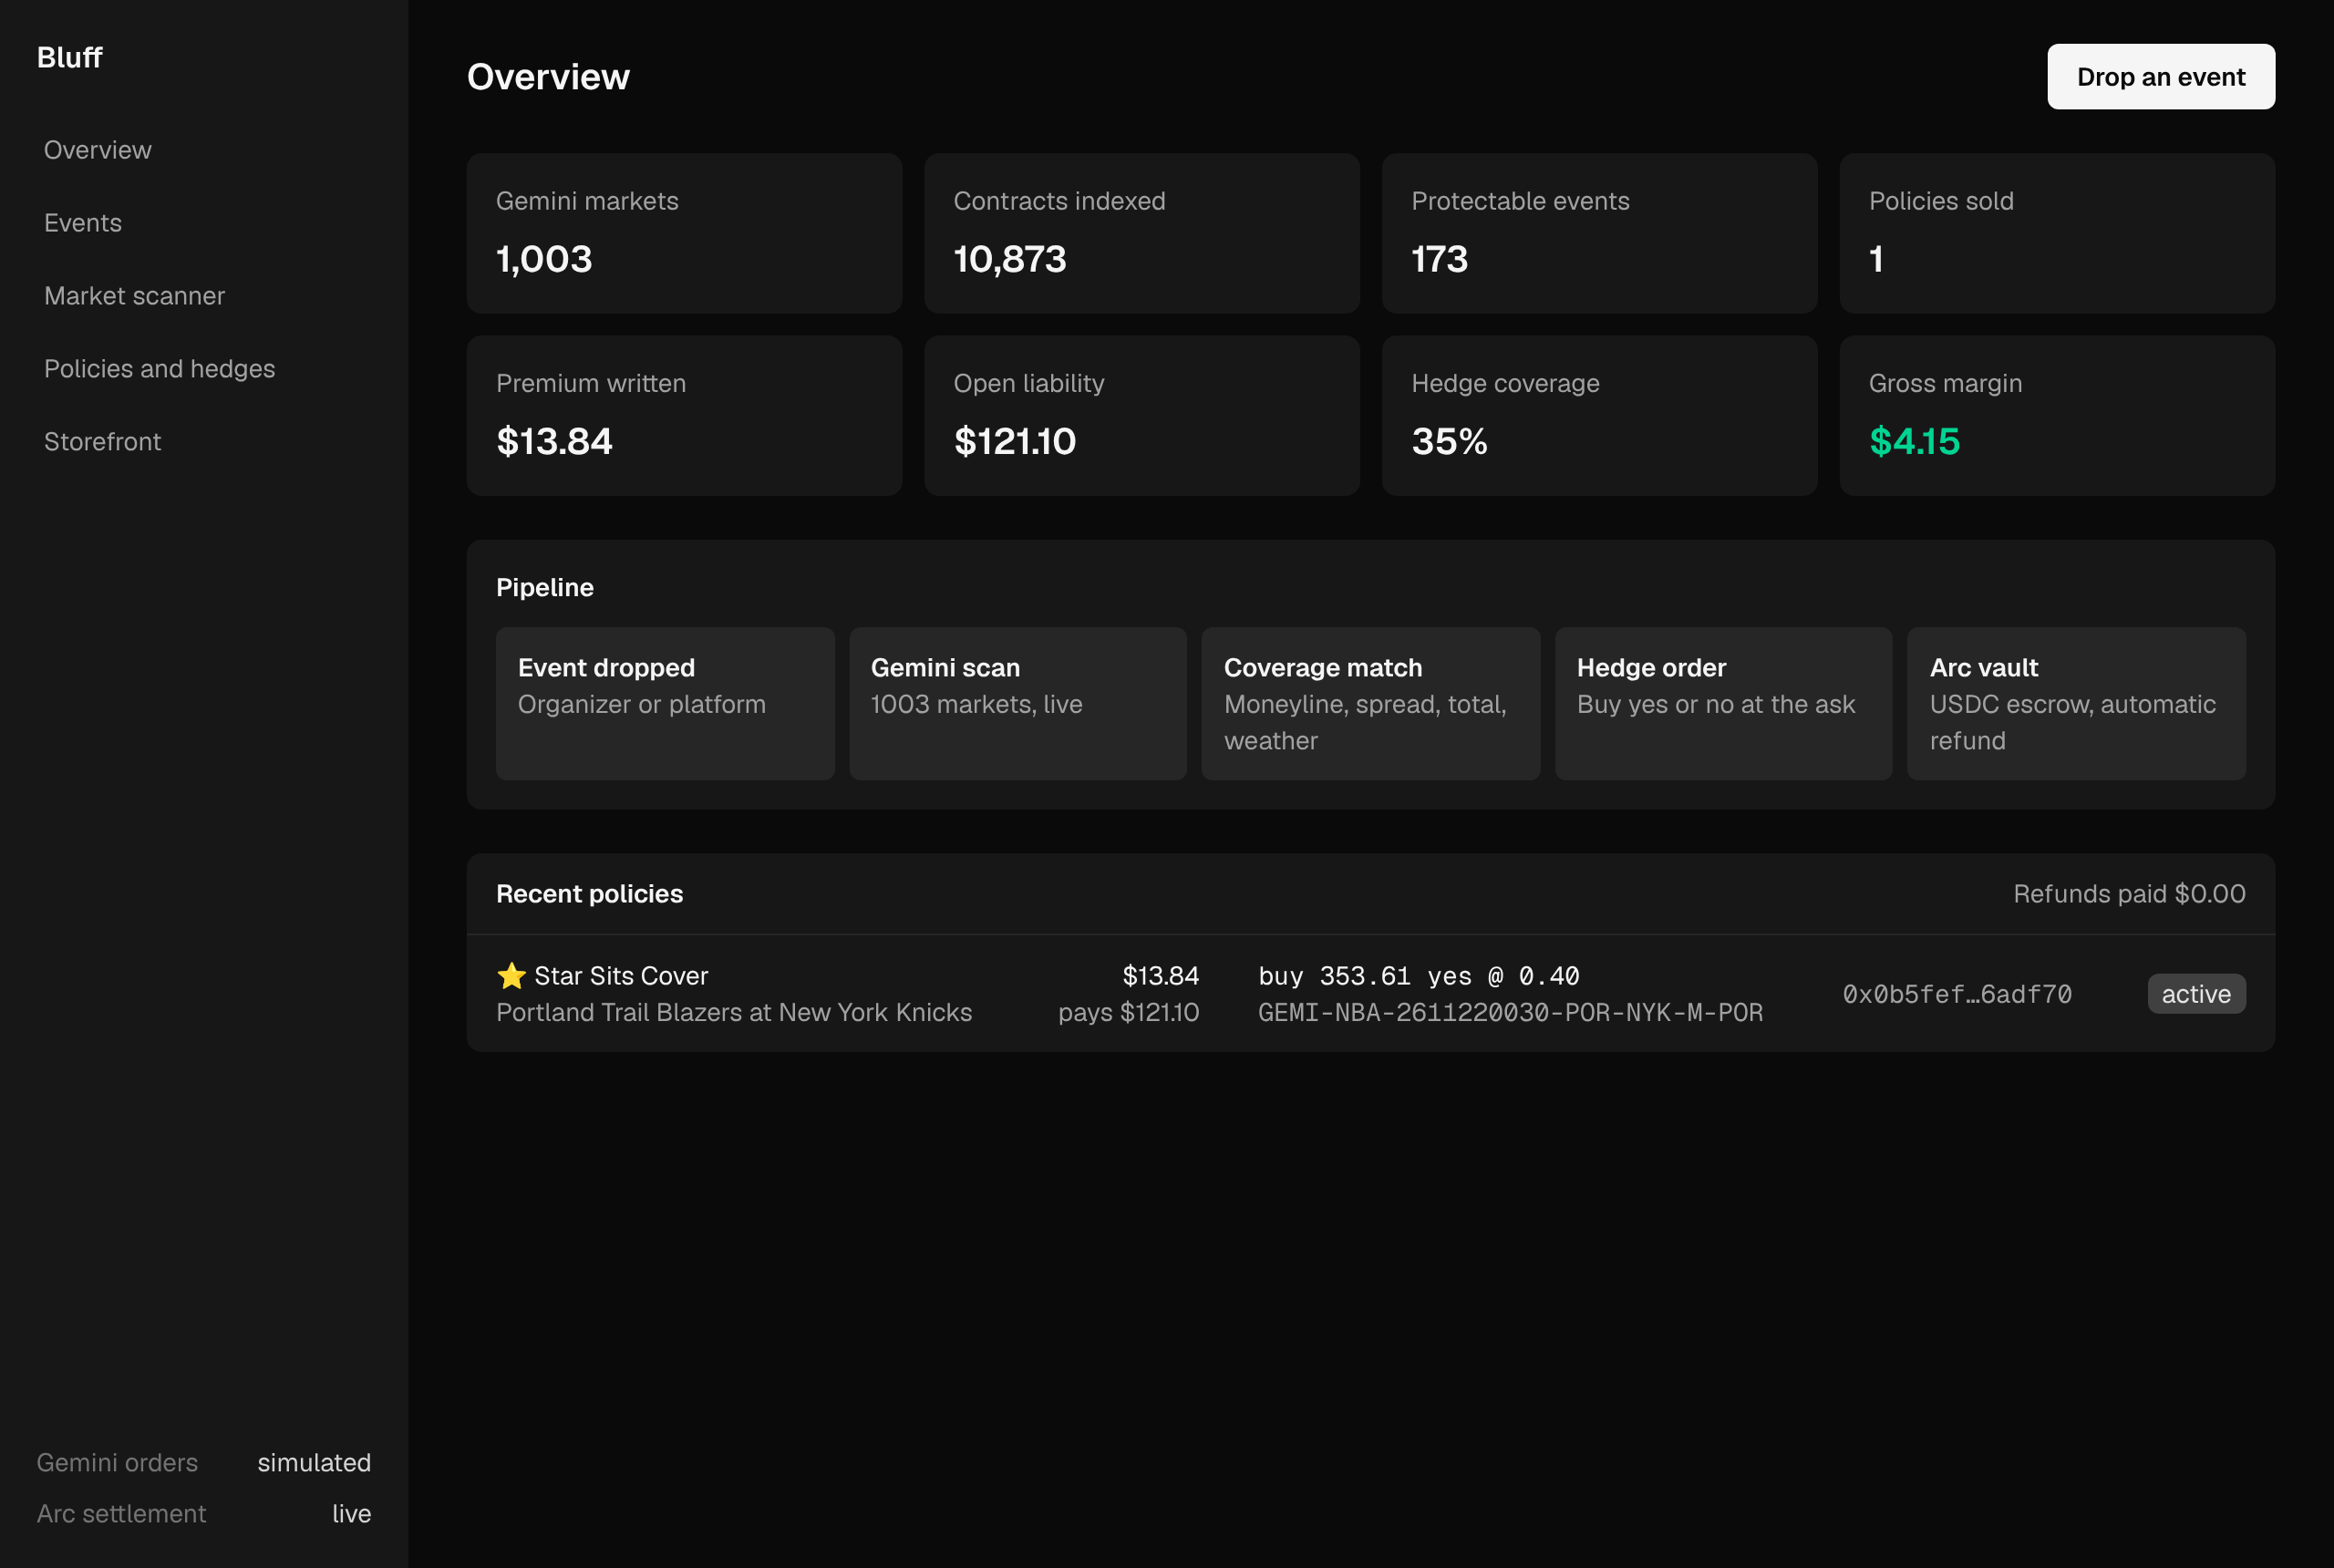 Bluff
Overview
Events
Market scanner
Policies and hedges
Storefront
Gemini orders simulated
Arc settlement live
Overview
Drop an event
Gemini markets
1,003
Contracts indexed
10,873
Protectable events
173
Policies sold
1
Premium written
$13.84
Open liability
$121.10
Hedge coverage
35%
Gross margin
$4.15
Pipeline
Event dropped
Organizer or platform
Gemini scan
1003 markets, live
Coverage match
Moneyline, spread, total,
weather
Hedge order
Buy yes or no at the ask
Arc vault
USDC escrow, automatic
refund
Recent policies
Refunds paid $0.00
⭐ Star Sits Cover
Portland Trail Blazers at New York Knicks
$13.84
pays $121.10
buy 353.61 yes @ 0.40
GEMI-NBA-2611220030-POR-NYK-M-POR
0x0b5fef…6adf70
active